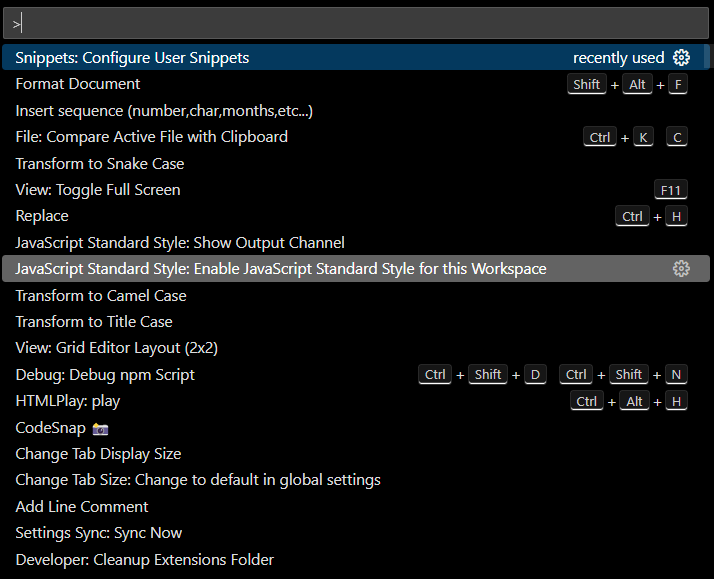 >
Snippets: Configure User Snippets recently used
Format Document Shift + Alt + F
Insert sequence (number,char,months,etc...)
File: Compare Active File with Clipboard Ctrl + K C
Transform to Snake Case
View: Toggle Full Screen F11
Replace Ctrl + H
JavaScript Standard Style: Show Output Channel
JavaScript Standard Style: Enable JavaScript Standard Style for this Workspace
Transform to Camel Case
Transform to Title Case
View: Grid Editor Layout (2x2)
Debug: Debug npm Script Ctrl + Shift + D Ctrl + Shift + N
HTMLPlay: play Ctrl + Alt + H
CodeSnap 📸
Change Tab Display Size
Change Tab Size: Change to default in global settings
Add Line Comment
Settings Sync: Sync Now
Developer: Cleanup Extensions Folder